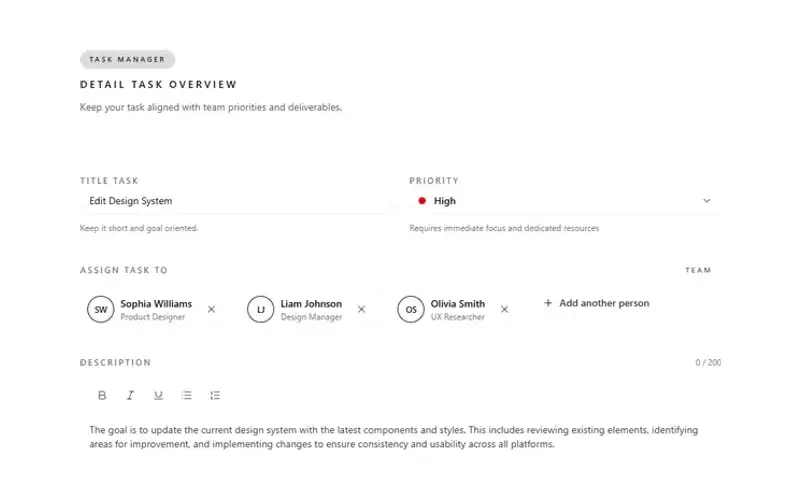 TASK MANAGER
DETAIL TASK OVERVIEW
Keep your task aligned with team priorities and deliverables.
TITLE TASK
Edit Design System
Keep it short and goal oriented.
PRIORITY
High
Requires immediate focus and dedicated resources
ASSIGN TASK TO
TEAM
SW
Sophia Williams
Product Designer
LJ
Liam Johnson
Design Manager
OS
Olivia Smith
UX Researcher
+ Add another person
DESCRIPTION
0 / 200
B I U
The goal is to update the current design system with the latest components and styles. This includes reviewing existing elements, identifying
areas for improvement, and implementing changes to ensure consistency and usability across all platforms.